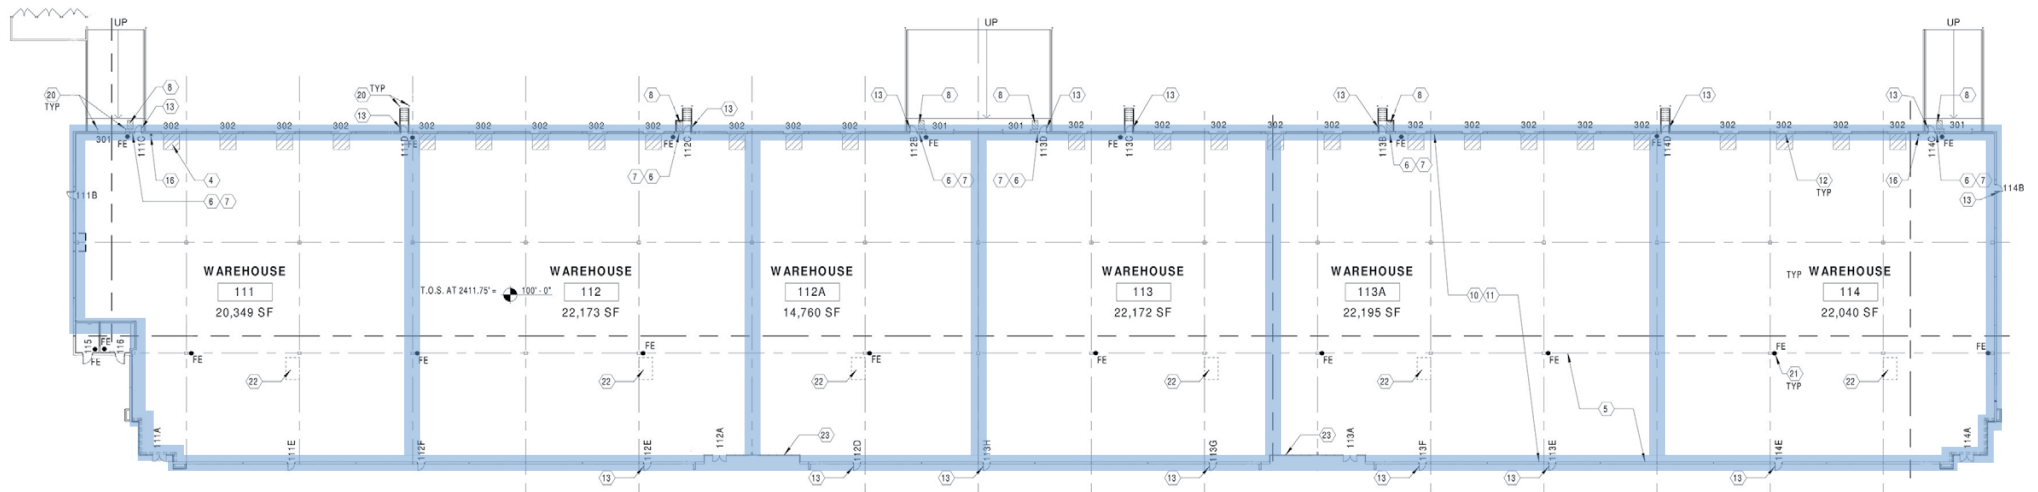 UP
UP
UP
20
TYP
8
13
20
TYP
13
8
13
13
8
8
13
13
13
8
13
13
8
301
302
302
302
302
302
302
302
302
302
301
301
302
302
302
302
302
302
302
302
302
302
302
301
FE
111C
111D
FE
112C
112B
FE
113D
FE
113C
113B
FE
FE
114D
114C
FE
16
4
6
7
7
6
6
7
7
6
6
7
12
TYP
16
6
7
13
111B
114B
WAREHOUSE
111
20,349 SF
T.O.S. AT 2411.75' =
100' - 0"
WAREHOUSE
112
22,173 SF
WAREHOUSE
112A
14,760 SF
WAREHOUSE
113
22,172 SF
WAREHOUSE
113A
22,195 SF
10
11
TYP
WAREHOUSE
114
22,040 SF
115
FE
FE
116
FE
FE
FE
FE
FE
FE
FE
FE
FE
22
22
22
22
22
21
TYP
22
5
111A
111E
112F
112E
112A
23
112D
113H
113G
23
113A
113F
113E
114E
114A
13
13
13
13
13
13
13